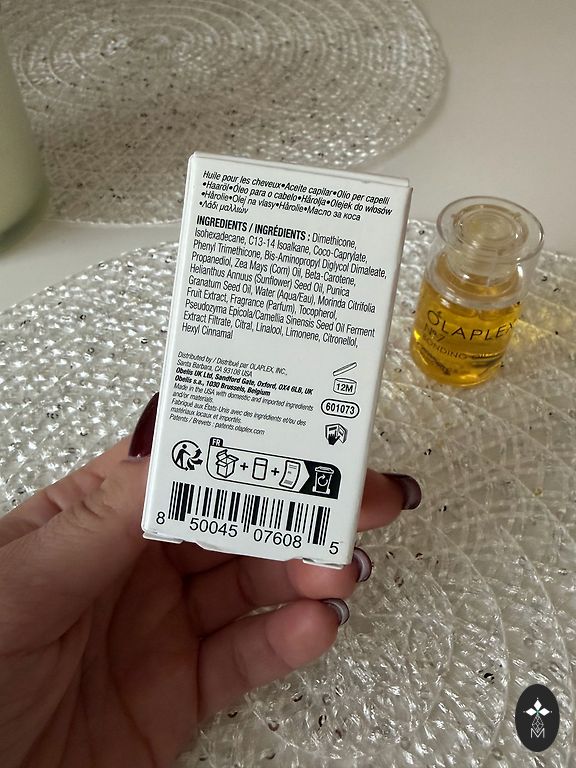 Huile pour les cheveux•Aceite capilar•Olio per capelli
•Haaröl•Óleo para o cabelo•Hårolja•Olejek do włosów
•Hårolie•Olej na vlasy•Hårolie•Масло за коса
•Λάδι μαλλιών
INGREDIENTS / INGRÉDIENTS: Dimethicone,
Isohexadecane, C13-14 Isoalkane, Coco-Caprylate,
Phenyl Trimethicone, Bis-Aminopropyl Diglycol Dimaleate,
Propanediol, Zea Mays (Corn) Oil, Beta-Carotene,
Helianthus Annuus (Sunflower) Seed Oil, Punica
Granatum Seed Oil, Water (Aqua/Eau), Morinda Citrifolia
Fruit Extract, Fragrance (Parfum), Tocopherol,
Pseudozyma Epicola/Camellia Sinensis Seed Oil Ferment
Extract Filtrate, Citral, Linalool, Limonene, Citronellol,
Hexyl Cinnamal
Distributed by / Distribué par OLAPLEX, INC.,
Santa Barbara, CA 93108 USA
Obelis UK Ltd, Sandford Gate, Oxford, OX4 6LB, UK
Obelis s.a., 1030 Brussels, Belgium
Made in the USA with domestic and imported ingredients
and/or materials.
Fabriqué aux États-Unis avec des ingrédients et/ou des
matériaux locaux et importés.
Patents / Brevets : patents.olaplex.com
12M
601073
FR
+ +
8 50045 07608 5
OLAPLEX
Nº.7
BONDING OIL
M